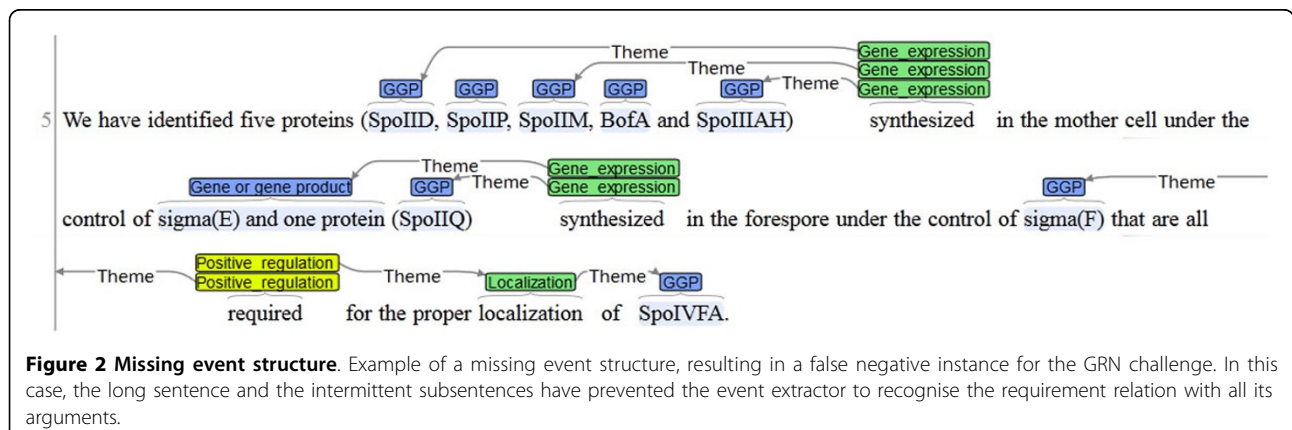 Theme Gene_expression
Theme Gene_expression
GGP GGP GGP GGP GGP Theme Gene_expression
5 We have identified five proteins (SpoIID, SpoIIP, SpoIIM, BofA and SpoIIIAH) synthesized in the mother cell under the
Theme Gene_expression
Gene or gene product GGP Theme Gene_expression GGP Theme
control of sigma(E) and one protein (SpoIIQ) synthesized in the forespore under the control of sigma(F) that are all
Positive_regulation
Theme Positive_regulation Theme Localization Theme GGP
required for the proper localization of SpoIVFA.
Figure 2 Missing event structure. Example of a missing event structure, resulting in a false negative instance for the GRN challenge. In this
case, the long sentence and the intermittent subsentences have prevented the event extractor to recognise the requirement relation with all its
arguments.